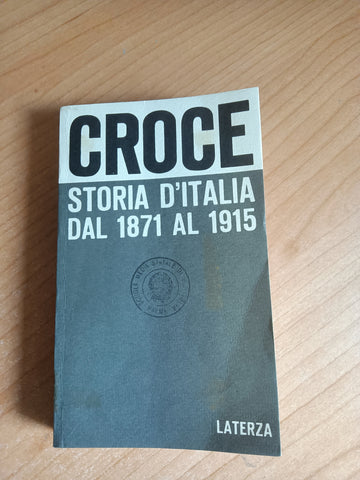 CROCE
STORIA D'ITALIA
DAL 1871 AL 1915
LATERZA